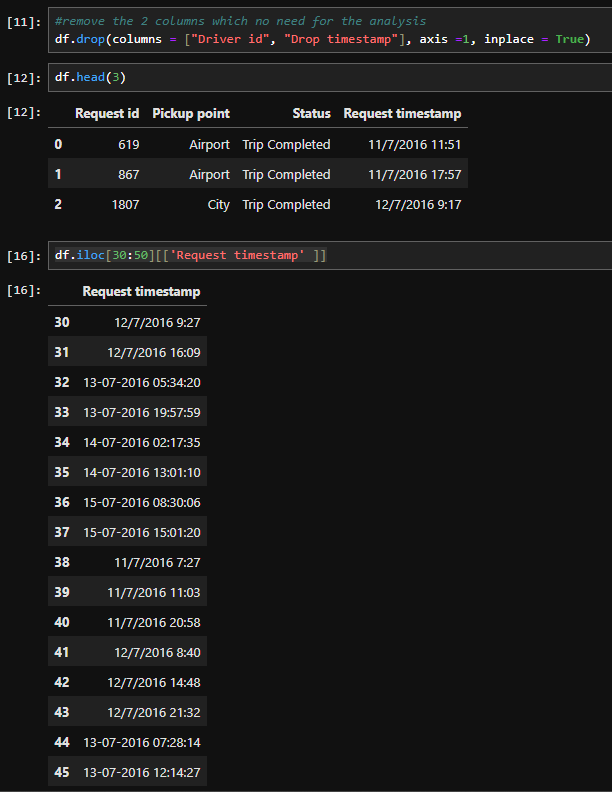 [11]: #remove the 2 columns which no need for the analysis
df.drop(columns = ["Driver id", "Drop timestamp"], axis =1, inplace = True)
[12]: df.head(3)
[12]: Request id Pickup point Status Request timestamp
0 619 Airport Trip Completed 11/7/2016 11:51
1 867 Airport Trip Completed 11/7/2016 17:57
2 1807 City Trip Completed 12/7/2016 9:17
[16]: df.iloc[30:50][['Request timestamp' ]]
[16]: Request timestamp
30 12/7/2016 9:27
31 12/7/2016 16:09
32 13-07-2016 05:34:20
33 13-07-2016 19:57:59
34 14-07-2016 02:17:35
35 14-07-2016 13:01:10
36 15-07-2016 08:30:06
37 15-07-2016 15:01:20
38 11/7/2016 7:27
39 11/7/2016 11:03
40 11/7/2016 20:58
41 12/7/2016 8:40
42 12/7/2016 14:48
43 12/7/2016 21:32
44 13-07-2016 07:28:14
45 13-07-2016 12:14:27